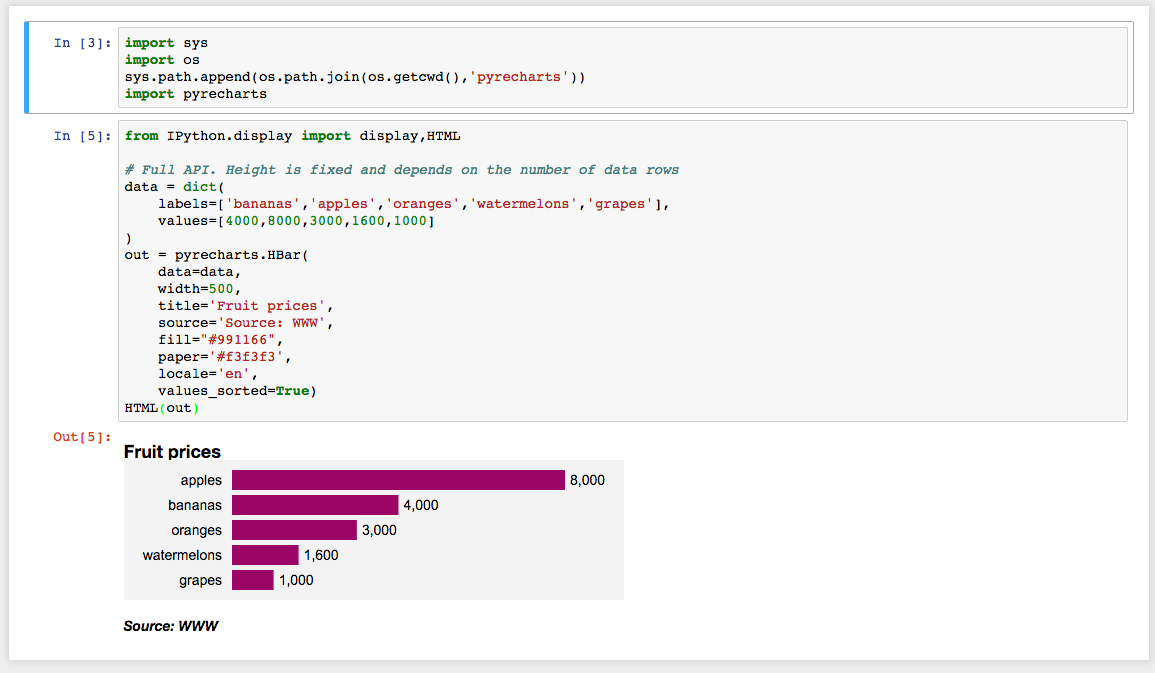 In [3]: import sys
import os
sys.path.append(os.path.join(os.getcwd(),'pyrecharts'))
import pyrecharts
In [5]: from IPython.display import display,HTML
# Full API. Height is fixed and depends on the number of data rows
data = dict(
    labels=['bananas','apples','oranges','watermelons','grapes'],
    values=[4000,8000,3000,1600,1000]
)
out = pyrecharts.HBar(
    data=data,
    width=500,
    title='Fruit prices',
    source='Source: WWW',
    fill="#991166",
    paper='#f3f3f3',
    locale='en',
    values_sorted=True)
HTML(out)
Out[5]:
Fruit prices
apples 8,000
bananas 4,000
oranges 3,000
watermelons 1,600
grapes 1,000
Source: WWW